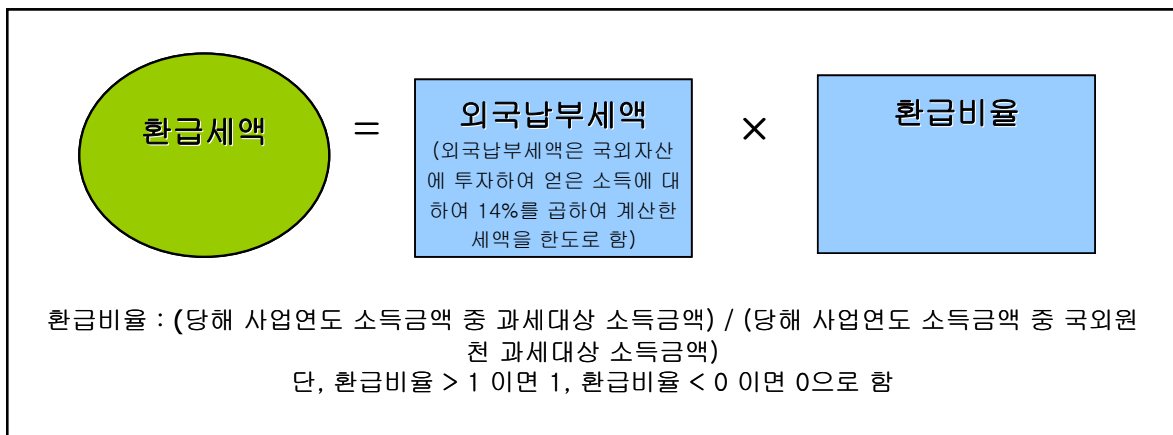 환급세액
=
외국납부세액
(외국납부세액은 국외자산
에 투자하여 얻은 소득에 대
하여 14%를 곱하여 계산한
세액을 한도로 함)
×
환급비율
환급비율 : (당해 사업연도 소득금액 중 과세대상 소득금액) / (당해 사업연도 소득금액 중 국외원
천 과세대상 소득금액)
단, 환급비율 > 1 이면 1, 환급비율 < 0 이면 0으로 함